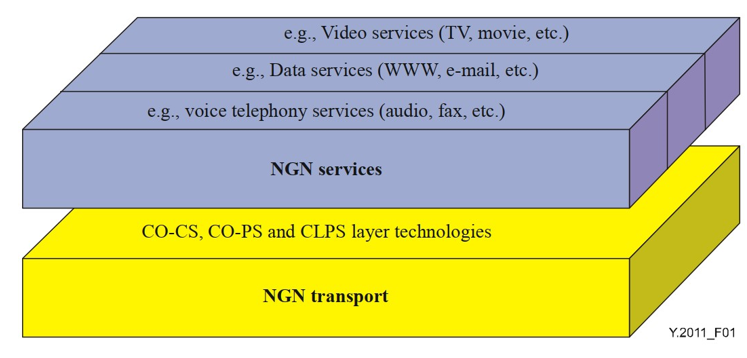 e.g., Video services (TV, movie, etc.)
e.g., Data services (WWW, e-mail, etc.)
e.g., voice telephony services (audio, fax, etc.)
NGN services
CO-CS, CO-PS and CLPS layer technologies
NGN transport
Y.2011_F01